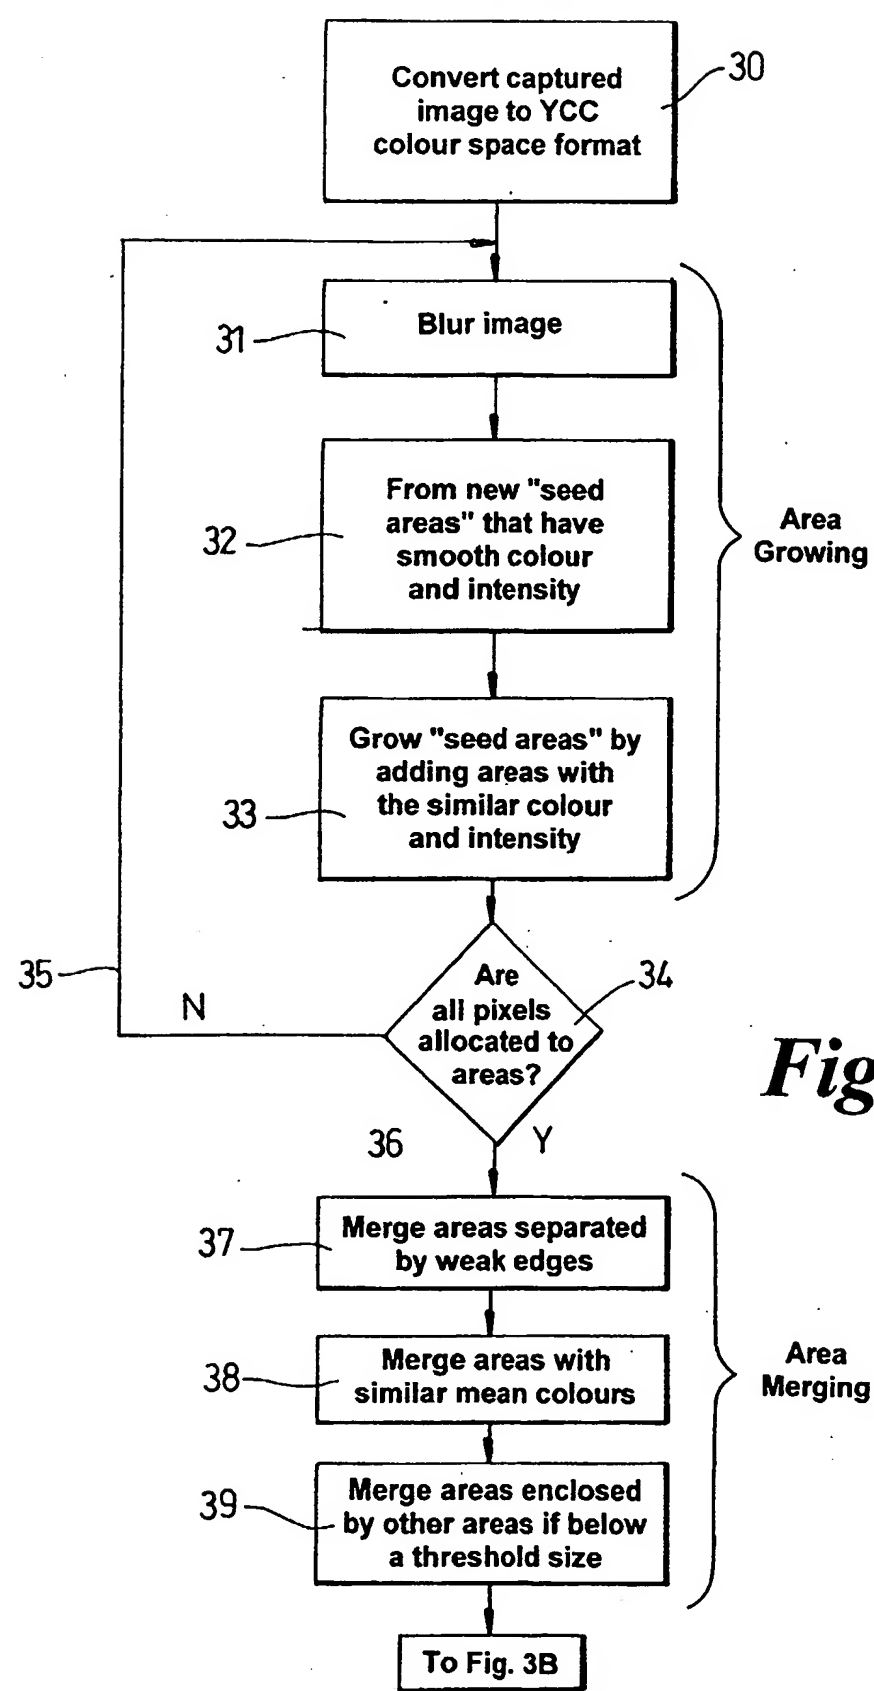 Convert captured
image to YCC
colour space format
30
Blur image
31
From new "seed
areas" that have
smooth colour
and intensity
32
Area
Growing
Grow "seed areas" by
adding areas with
the similar colour
and intensity
33
Are
all pixels
allocated to
areas?
34
35
N
Fig
36
Y
Merge areas separated
by weak edges
37
Merge areas with
similar mean colours
38
Area
Merging
Merge areas enclosed
by other areas if below
a threshold size
39
To Fig. 3B